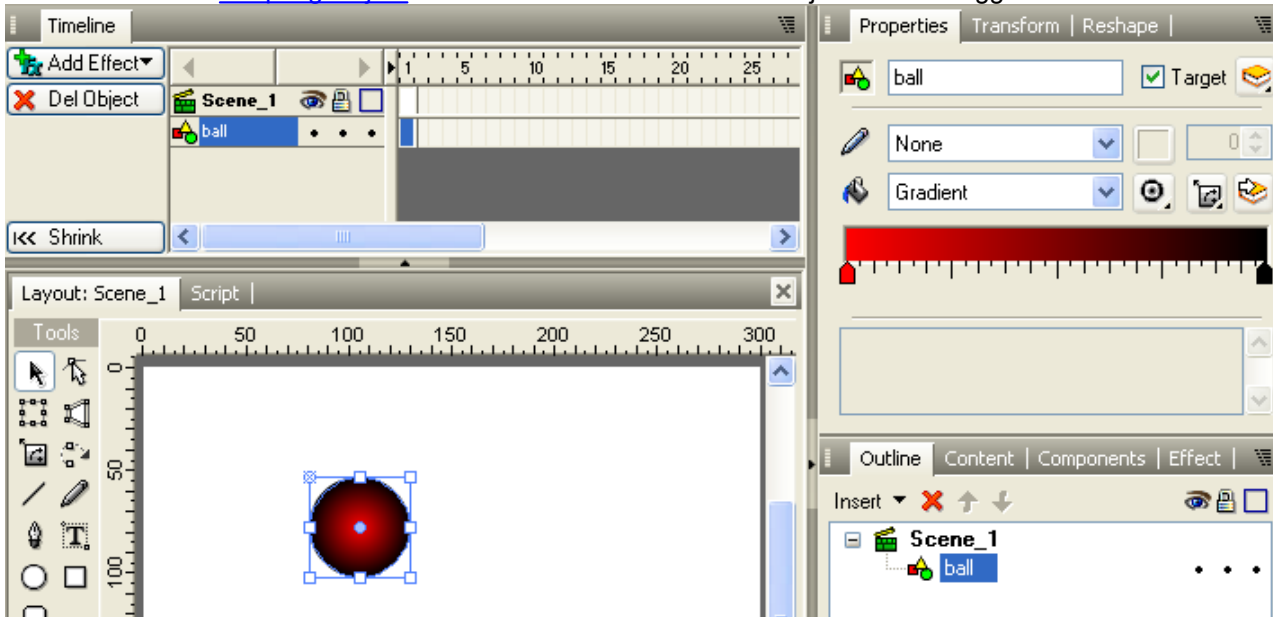 Timeline
Add Effect
1 5 10 15 20 25
Del Object
Scene_1
ball
Shrink
Layout: Scene_1 Script
Tools
0 50 100 150 200 250 300
0
50
100
Properties Transform Reshape
ball Target
None 0
Gradient
Outline Content Components Effect
Insert
Scene_1
ball